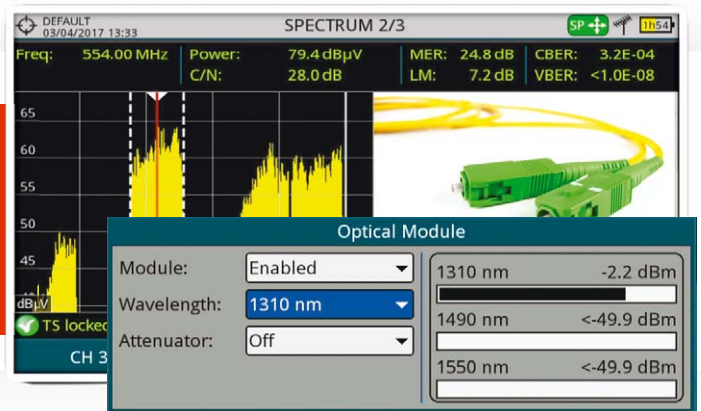 DEFAULT
03/04/2017 13:33
SPECTRUM 2/3
SP
1h54
Freq: 554.00 MHz Power: 79.4 dBµV MER: 24.8 dB CBER: 3.2E-04
C/N: 28.0 dB LM: 7.2 dB VBER: <1.0E-08
65
60
55
50
45
dBµV
TS locked
CH 3
Optical Module
Module: Enabled
Wavelength: 1310 nm
Attenuator: Off
1310 nm -2.2 dBm
1490 nm <-49.9 dBm
1550 nm <-49.9 dBm